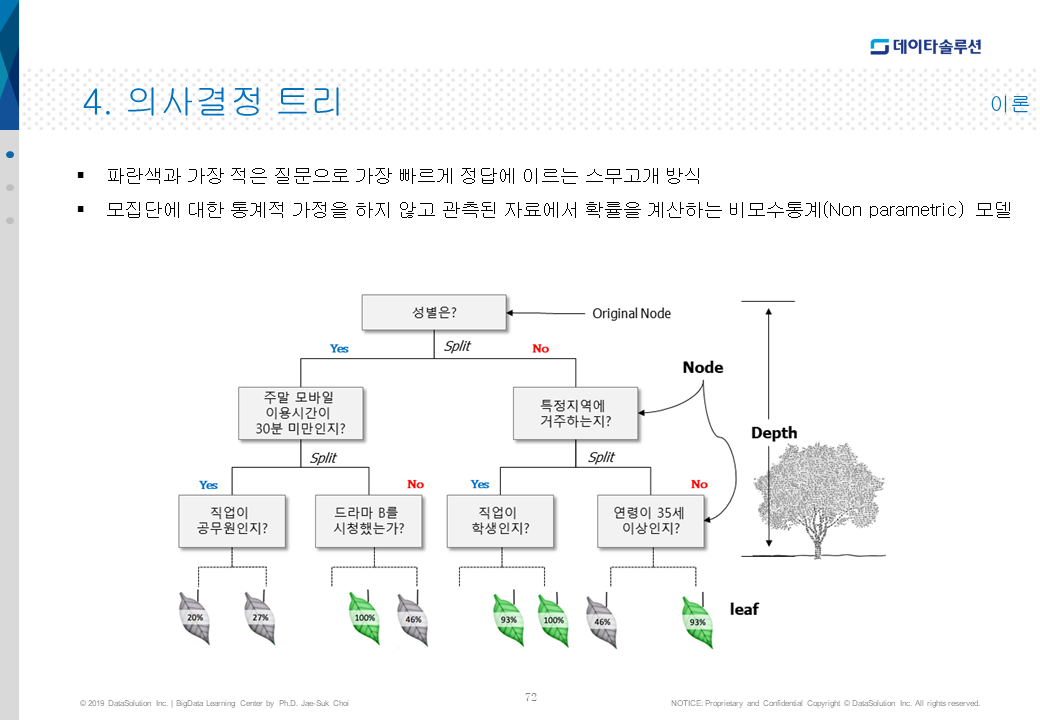 데이타솔루션
4. 의사결정 트리
이론
▪ 파란색과 가장 적은 질문으로 가장 빠르게 정답에 이르는 스무고개 방식
▪ 모집단에 대한 통계적 가정을 하지 않고 관측된 자료에서 확률을 계산하는 비모수통계(Non parametric) 모델
성별은?
Original Node
Yes
Split
No
Node
주말 모바일
이용시간이
30분 미만인지?
특정지역에
거주하는지?
Depth
Split
Split
Yes
No
Yes
No
직업이
공무원인지?
드라마 B를
시청했는가?
직업이
학생인지?
연령이 35세
이상인지?
20%
27%
100%
46%
93%
100%
46%
93%
leaf
© 2019 DataSolution Inc. | BigData Learning Center by Ph.D. Jae-Suk Choi
72
NOTICE: Proprietary and Confidential Copyright © DataSolution Inc. All rights reserved.